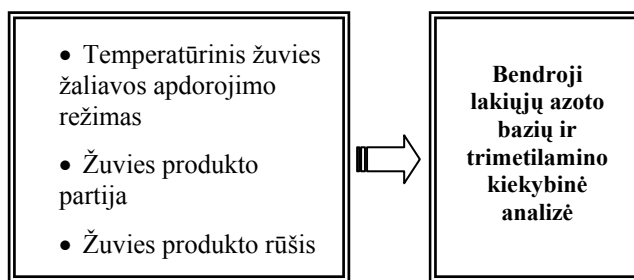 • Temperatūrinis žuvies
žaliavos apdorojimo
režimas
• Žuvies produkto
partija
• Žuvies produkto rūšis
Bendroji
lakiųjų azoto
bazių ir
trimetilamino
kiekybinė
analizė